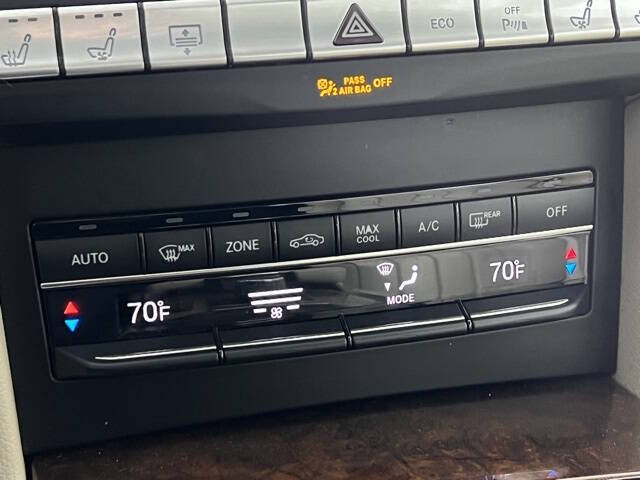 ECO
OFF
PASS
2 AIR BAG OFF
AUTO
MAX
ZONE
MAX
COOL
A/C
REAR
OFF
70°F
MODE
70°F